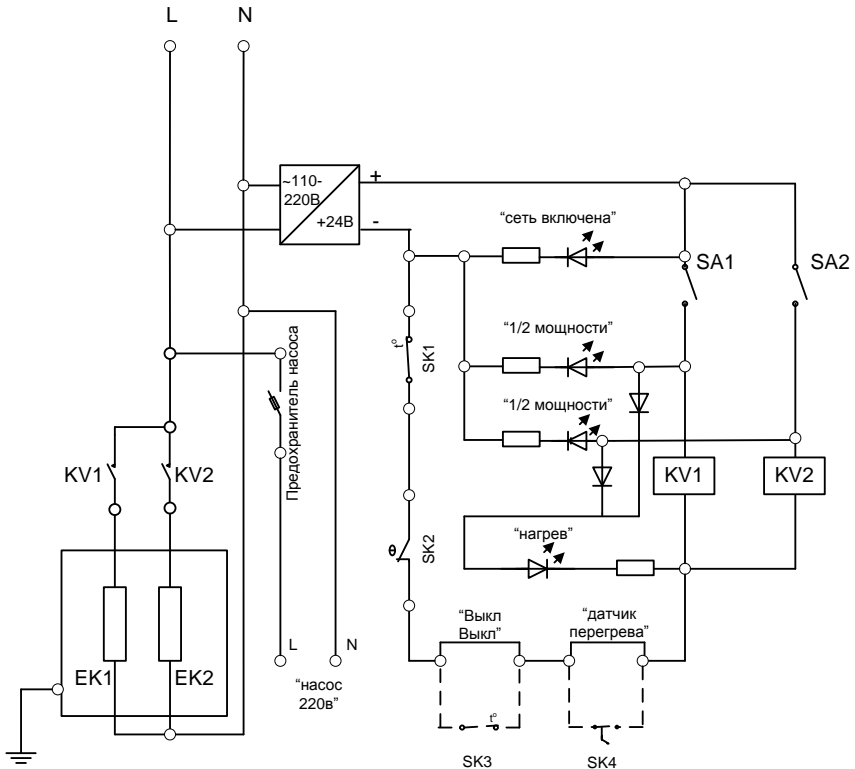 L N
~110-
220В
+24В
+
-
“сеть включена”
SA1
SA2
t°
SK1
“1/2 мощности”
“1/2 мощности”
Предохранитель насоса
KV1
KV2
KV1
KV2
θ
SK2
“нагрев”
EK1
EK2
L
N
“насос
220в”
“Выкл
Выкл”
“датчик
перегрева”
t°
SK3
SK4